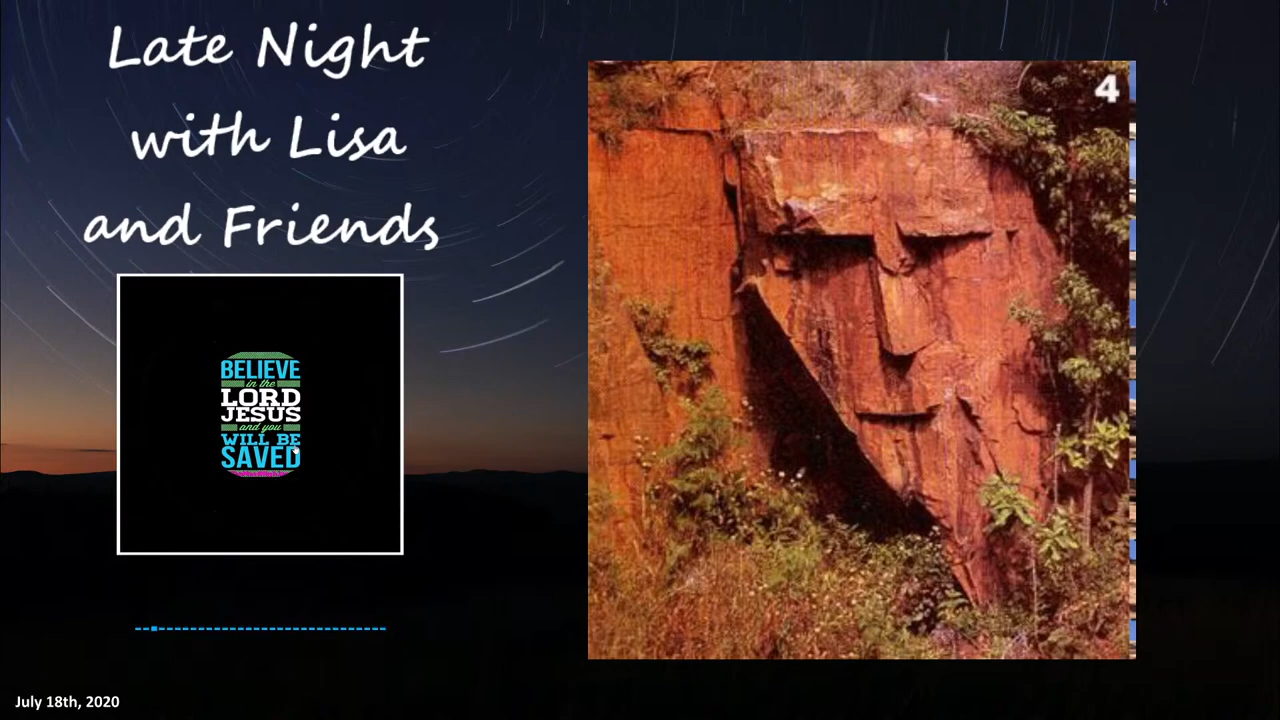 Late Night
with Lisa
and Friends
4
BELIEVE
in the
LORD
JESUS
and you
WILL BE
SAVED
July 18th, 2020